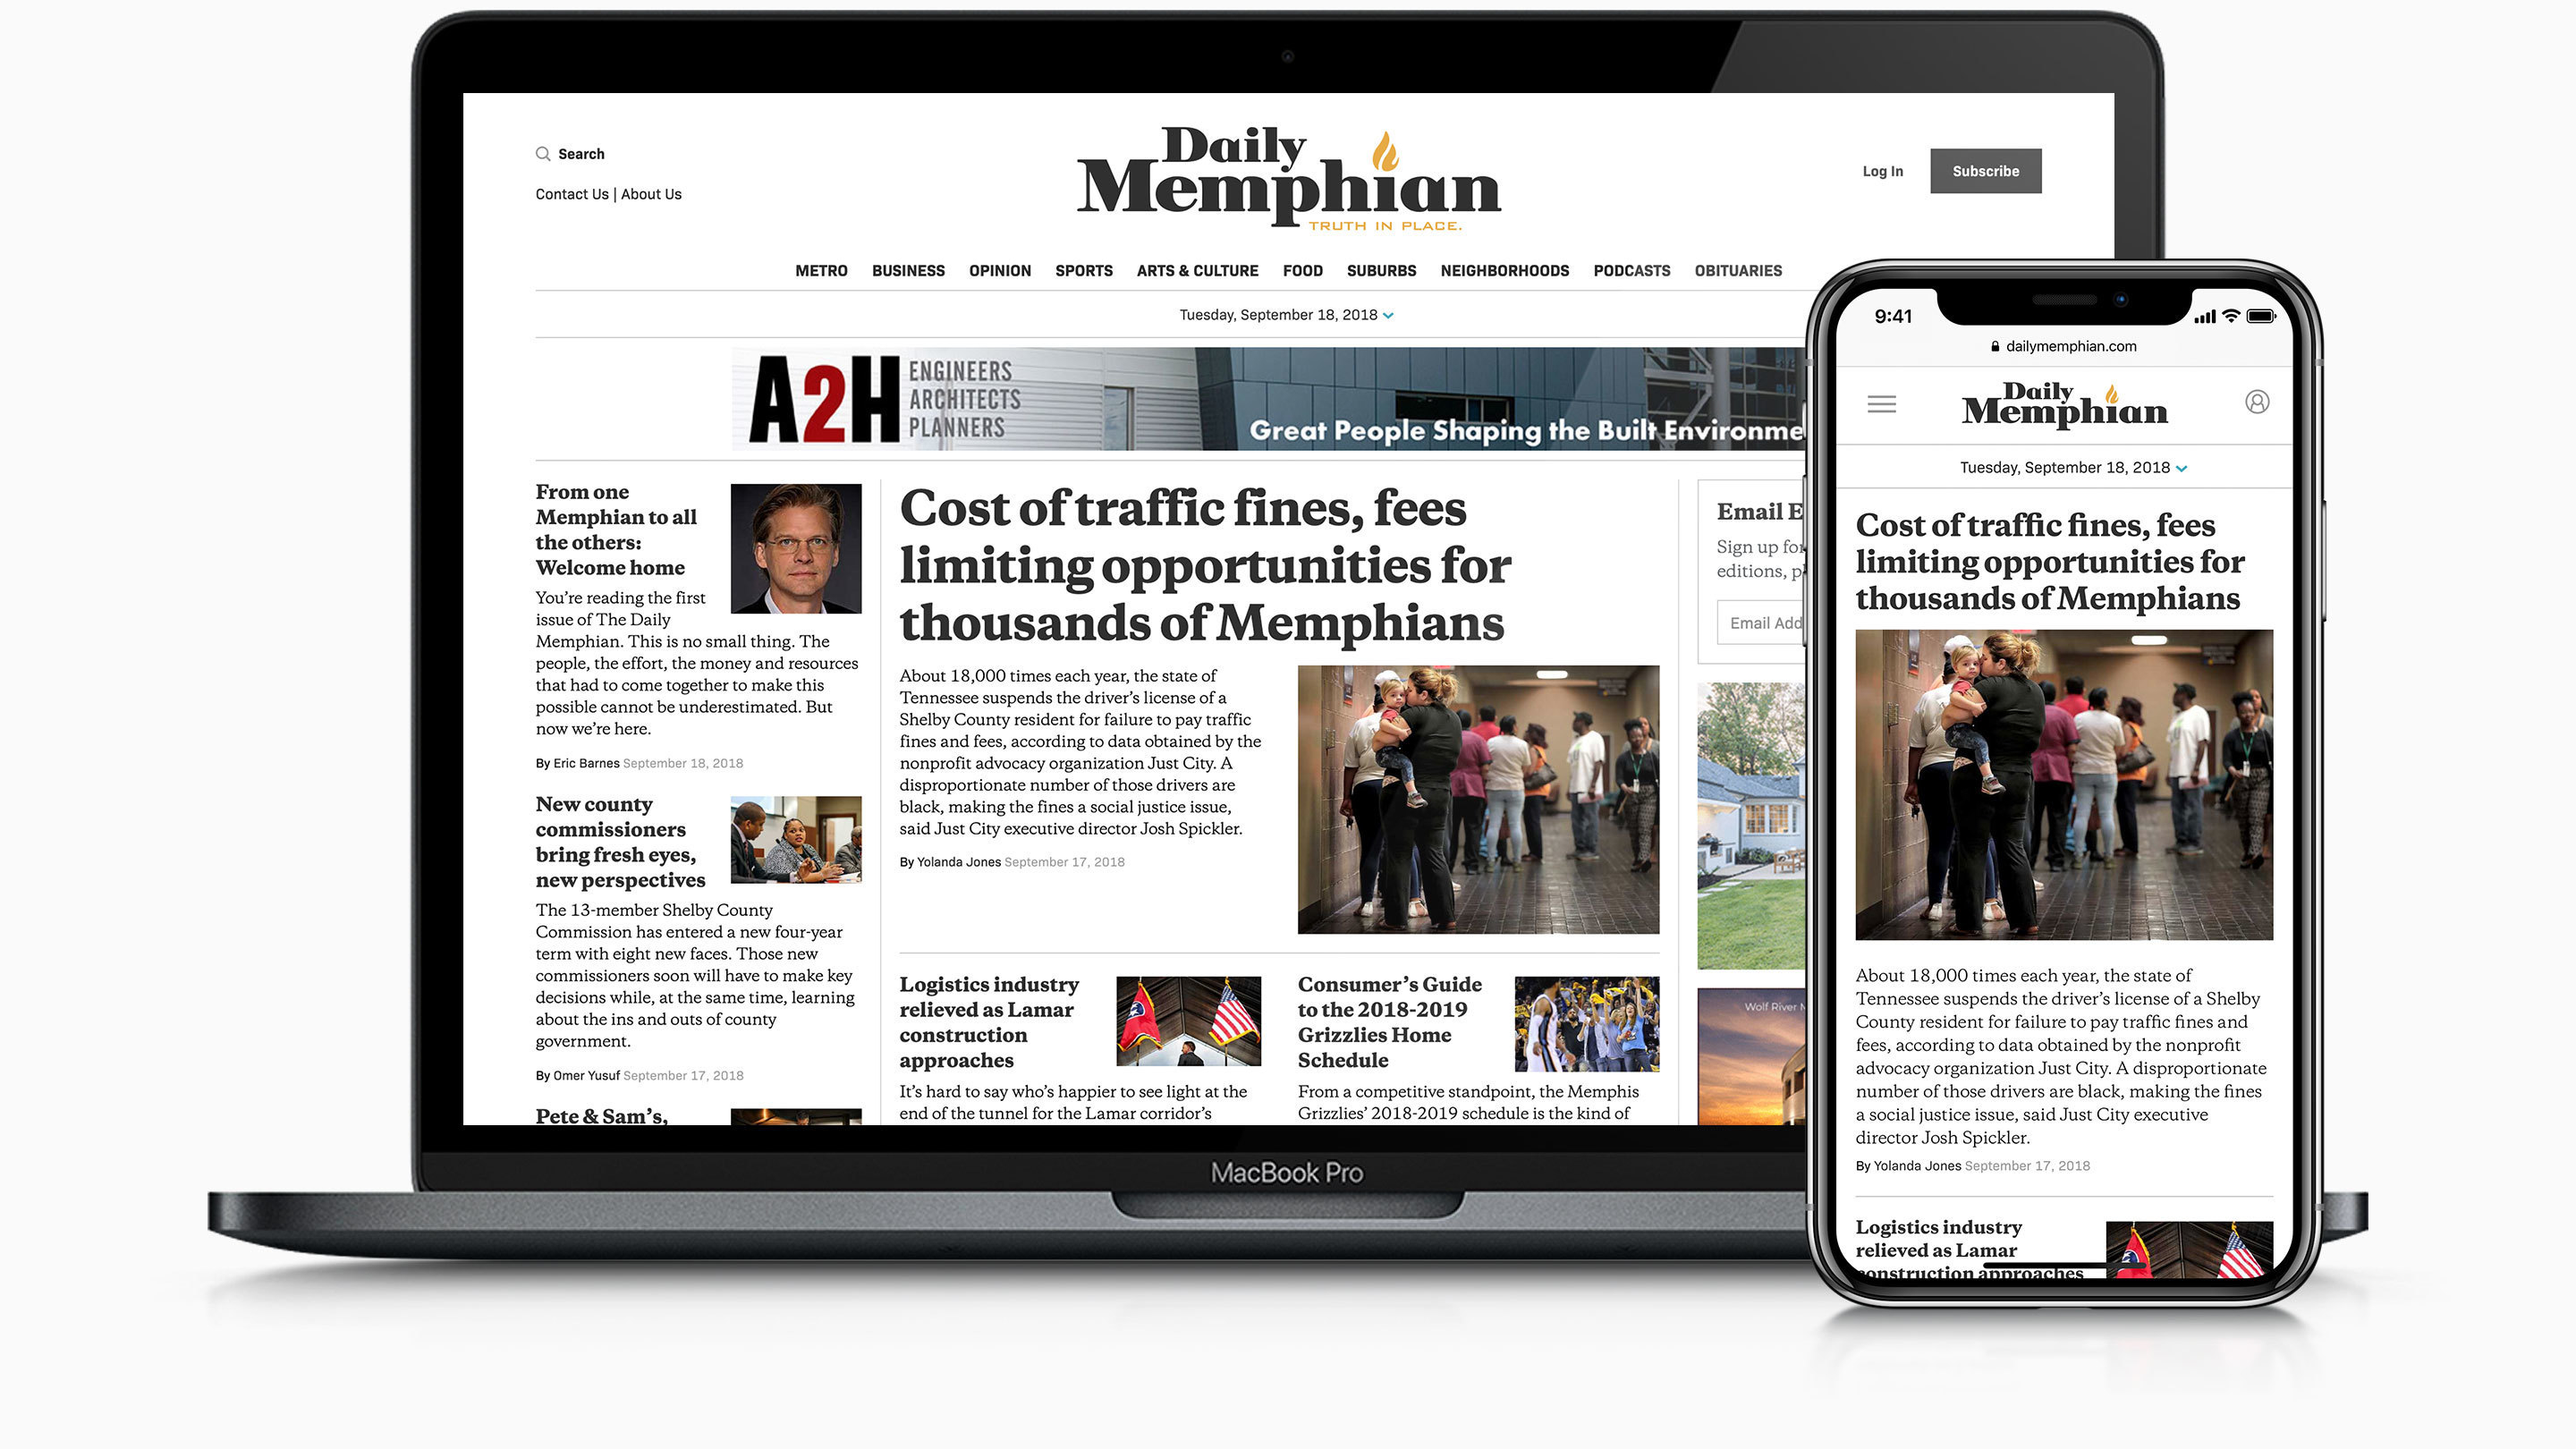 Search
Contact Us | About Us
Daily
Memphian
TRUTH IN PLACE.
Log In
Subscribe
METRO BUSINESS OPINION SPORTS ARTS & CULTURE FOOD SUBURBS NEIGHBORHOODS PODCASTS OBITUARIES
Tuesday, September 18, 2018
A2H
ENGINEERS
ARCHITECTS
PLANNERS
Great People Shaping the Built Environme
From one
Memphian to all
the others:
Welcome home
You're reading the first
issue of The Daily
Memphian. This is no small thing. The
people, the effort, the money and resources
that had to come together to make this
possible cannot be underestimated. But
now we're here.
By Eric Barnes September 18, 2018
New county
commissioners
bring fresh eyes,
new perspectives
The 13-member Shelby County
Commission has entered a new four-year
term with eight new faces. Those new
commissioners soon will have to make key
decisions while, at the same time, learning
about the ins and outs of county
government.
By Omer Yusuf September 17, 2018
Pete & Sam's,
Cost of traffic fines, fees
limiting opportunities for
thousands of Memphians
About 18,000 times each year, the state of
Tennessee suspends the driver's license of a
Shelby County resident for failure to pay traffic
fines and fees, according to data obtained by the
nonprofit advocacy organization Just City. A
disproportionate number of those drivers are
black, making the fines a social justice issue,
said Just City executive director Josh Spickler.
By Yolanda Jones September 17, 2018
Logistics industry
relieved as Lamar
construction
approaches
It's hard to say who's happier to see light at the
end of the tunnel for the Lamar corridor's
Consumer's Guide
to the 2018-2019
Grizzlies Home
Schedule
From a competitive standpoint, the Memphis
Grizzlies' 2018-2019 schedule is the kind of
Email E
Sign up for
editions, p
Email Add
Wolf River
MacBook Pro
9:41
dailymemphian.com
Daily
Memphian
Tuesday, September 18, 2018
Cost of traffic fines, fees
limiting opportunities for
thousands of Memphians
About 18,000 times each year, the state of
Tennessee suspends the driver's license of a Shelby
County resident for failure to pay traffic fines and
fees, according to data obtained by the nonprofit
advocacy organization Just City. A disproportionate
number of those drivers are black, making the fines
a social justice issue, said Just City executive
director Josh Spickler.
By Yolanda Jones September 17, 2018
Logistics industry
relieved as Lamar
construction approaches